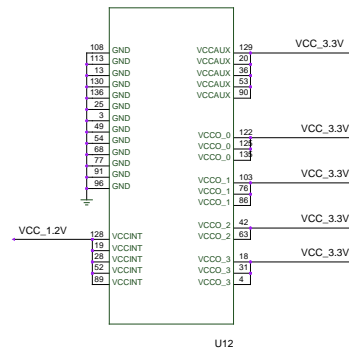 108 GND VCCAUX 129 VCC_3.3V
113 GND VCCAUX 20
13 GND VCCAUX 36
130 GND VCCAUX 53
136 GND VCCAUX 90
25 GND
3 GND
49 GND VCCO_0 122 VCC_3.3V
54 GND VCCO_0 125
68 GND VCCO_0 135
77 GND
91 GND VCCO_1 103 VCC_3.3V
96 GND VCCO_1 76
VCCO_1 86
VCCO_2 42 VCC_3.3V
VCC_1.2V 128 VCCINT VCCO_2 63
19 VCCINT
28 VCCINT VCCO_3 18 VCC_3.3V
52 VCCINT VCCO_3 31
89 VCCINT VCCO_3 4
U12